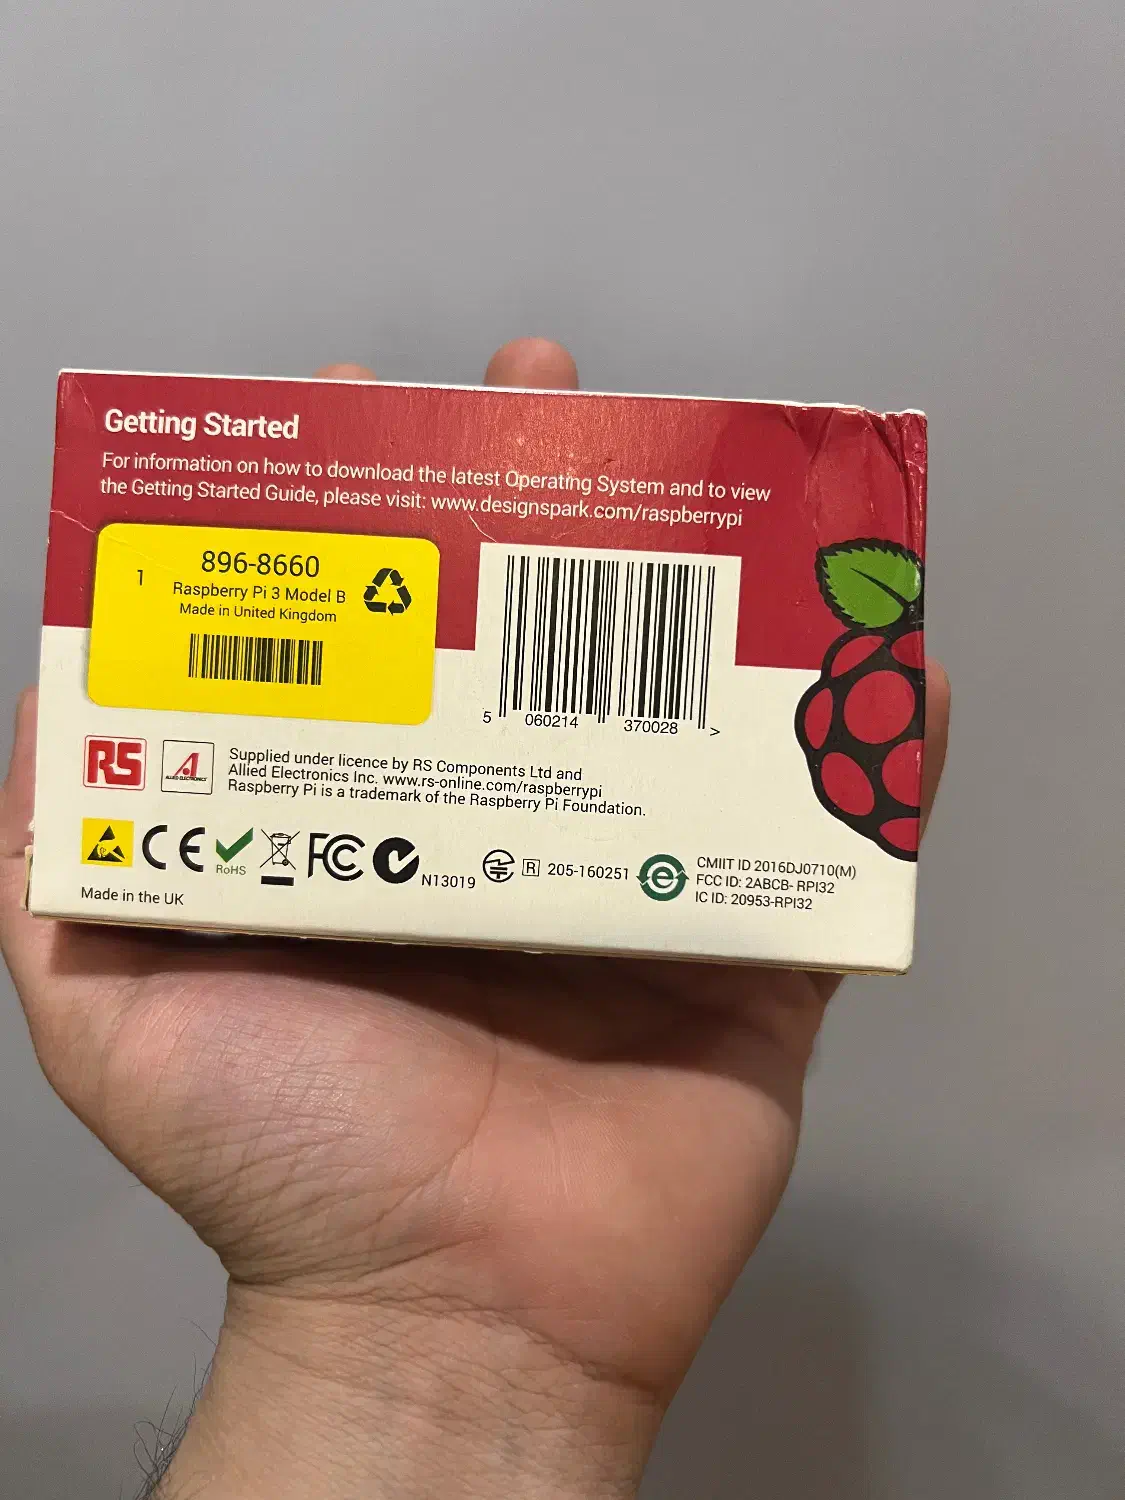 Getting Started
For information on how to download the latest Operating System and to view
the Getting Started Guide, please visit: www.designspark.com/raspberrypi
896-8660
1
Raspberry Pi 3 Model B
Made in United Kingdom
5 060214 370028 >
RS
ALLIED ELECTRONICS
Supplied under licence by RS Components Ltd and
Allied Electronics Inc. www.rs-online.com/raspberrypi
Raspberry Pi is a trademark of the Raspberry Pi Foundation.
CE
RoHS
FC
N13019
R 205-160251
e
CMIIT ID 2016DJ0710(M)
FCC ID: 2ABCB- RPI32
IC ID: 20953-RPI32
Made in the UK